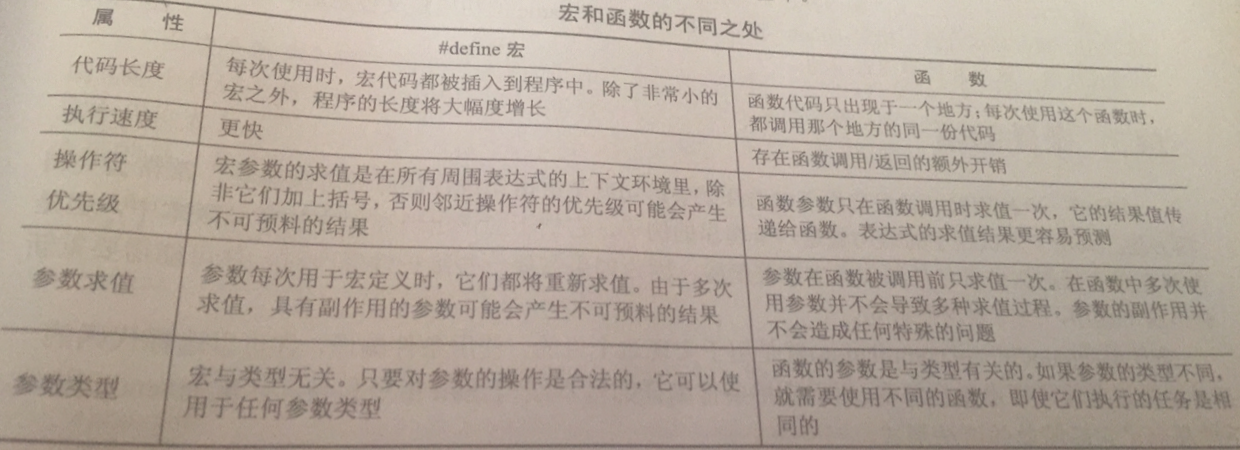 宏和函数的不同之处
属 性
#define 宏
函 数
代码长度
每次使用时，宏代码都被插入到程序中。除了非常小的
宏之外，程序的长度将大幅度增长
函数代码只出现于一个地方；每次使用这个函数时，
都调用那个地方的同一份代码
执行速度
更快
存在函数调用/返回的额外开销
操作符
优先级
宏参数的求值是在所有周围表达式的上下文环境里，除
非它们加上括号，否则邻近操作符的优先级可能会产生
不可预料的结果
函数参数只在函数调用时求值一次，它的结果值传
递给函数。表达式的求值结果更容易预测
参数求值
参数每次用于宏定义时，它们都将重新求值。由于多次
求值，具有副作用的参数可能会产生不可预料的结果
参数在函数被调用前只求值一次。在函数中多次使
用参数并不会导致多种求值过程。参数的副作用并
不会造成任何特殊的问题
参数类型
宏与类型无关。只要对参数的操作是合法的，它可以使
用于任何参数类型
函数的参数是与类型有关的。如果参数的类型不同，
就需要使用不同的函数，即使它们执行的任务是相
同的